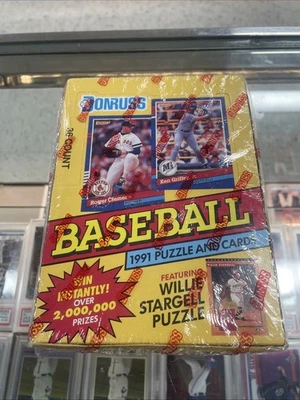 DONRUSS
36 COUNT
Roger Clemens
Ken Griffey
BASEBALL
1991 PUZZLE AND CARDS
WIN
INSTANTLY!
OVER
2,000,000
PRIZES
FEATURING
WILLIE
STARGELL
PUZZLE